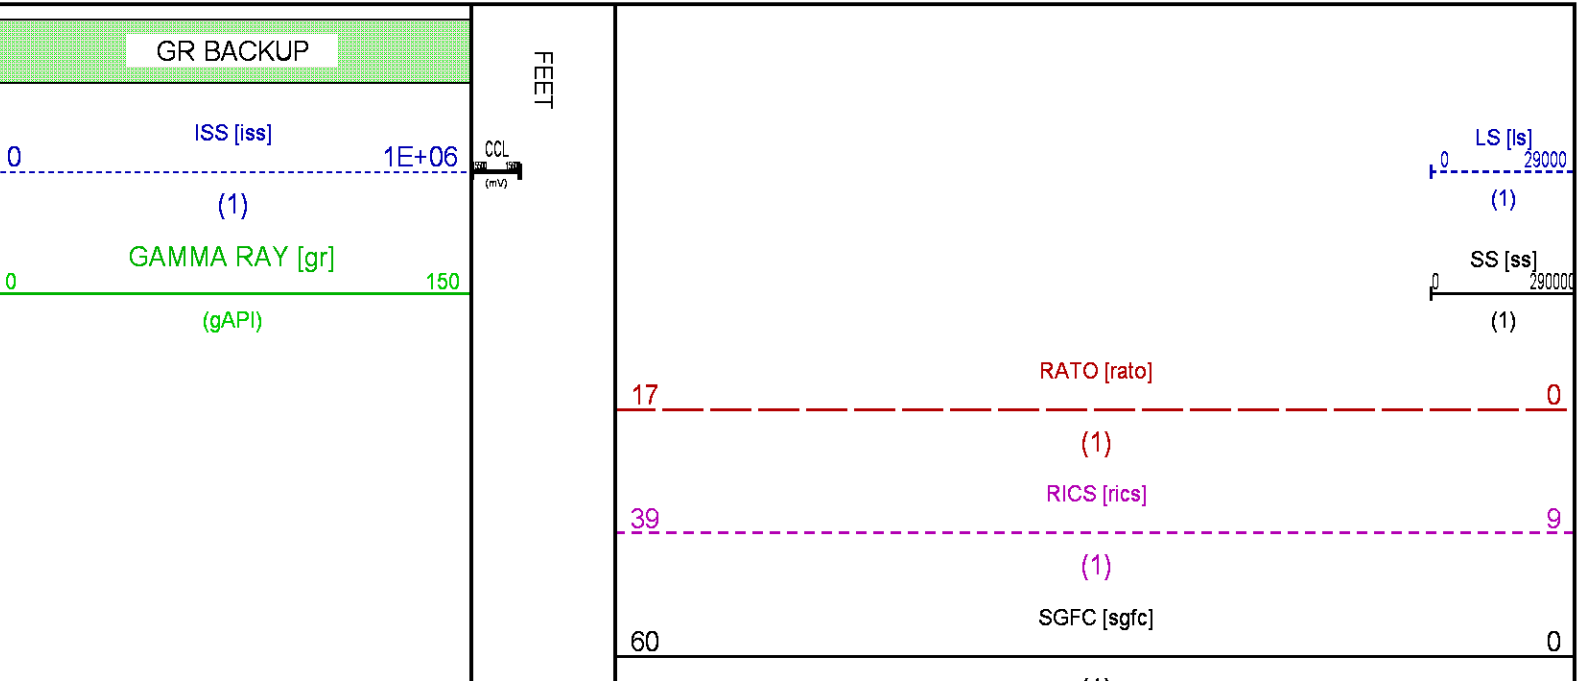 GR BACKUP
FEET
ISS [iss]
0 1E+06
(1)
CCL
(mV)
LS [ls]
0 29000
(1)
GAMMA RAY [gr]
0 150
(gAPI)
SS [ss]
0 290000
(1)
RATO [rato]
17 0
(1)
RICS [rics]
39 9
(1)
SGFC [sgfc]
60 0